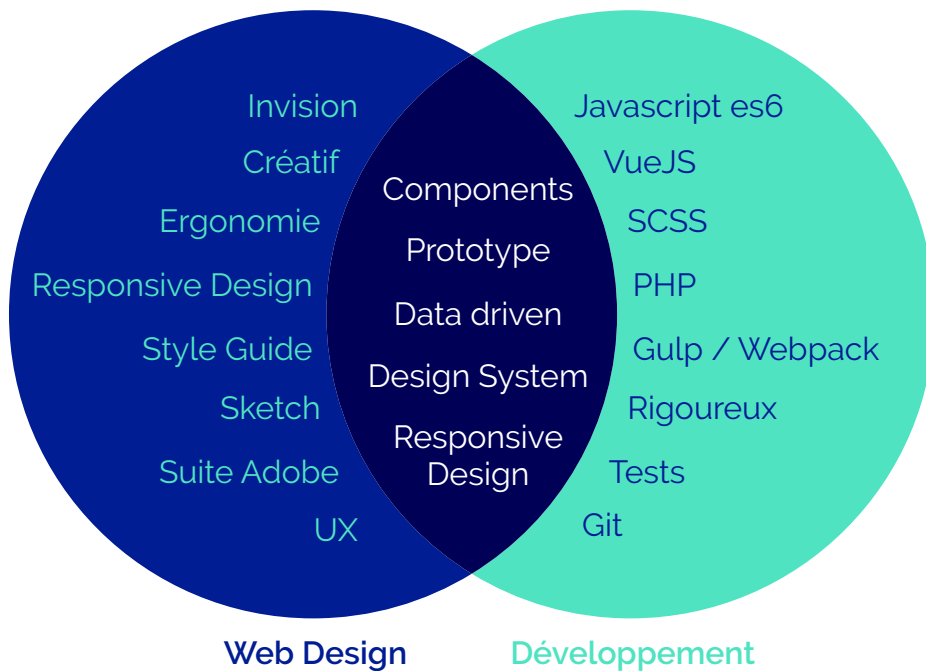 Invision
Créatif
Ergonomie
Responsive Design
Style Guide
Sketch
Suite Adobe
UX
Components
Prototype
Data driven
Design System
Responsive
Design
Javascript es6
VueJS
SCSS
PHP
Gulp / Webpack
Rigoureux
Tests
Git
Web Design
Développement